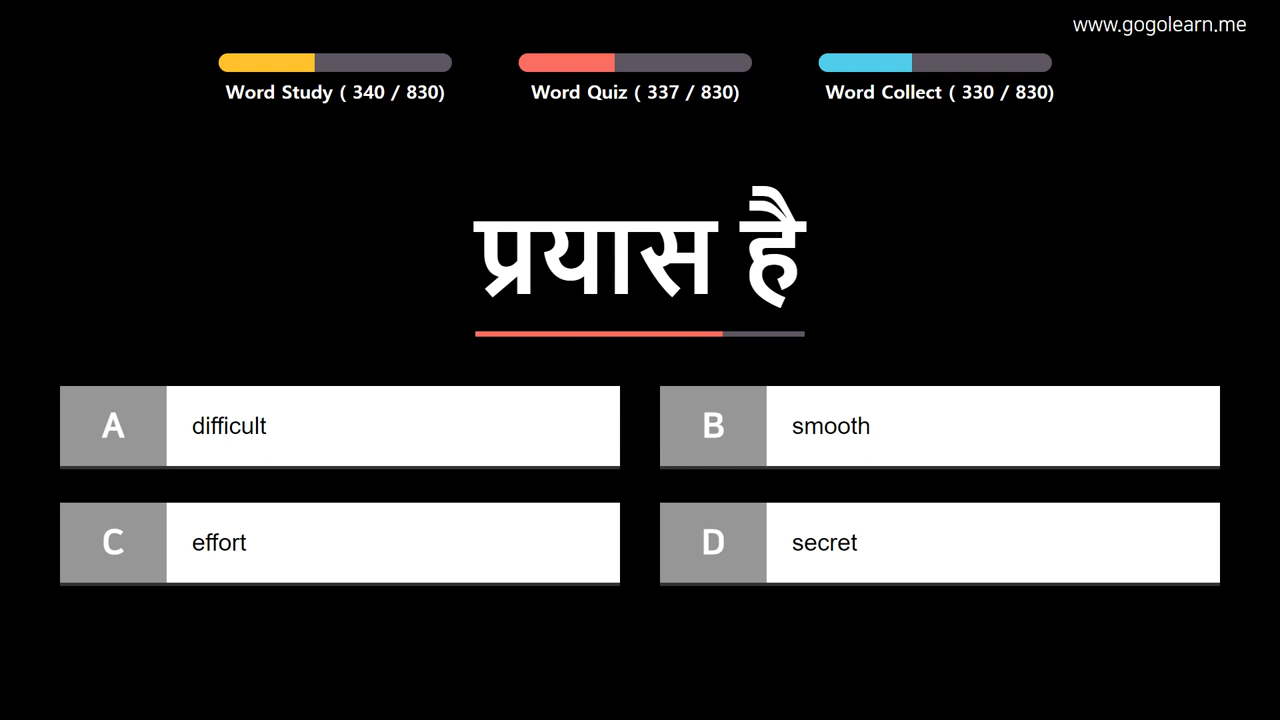 www.gogolearn.me
Word Study ( 340 / 830)
Word Quiz ( 337 / 830)
Word Collect ( 330 / 830)
प्रयास है
A difficult
B smooth
C effort
D secret